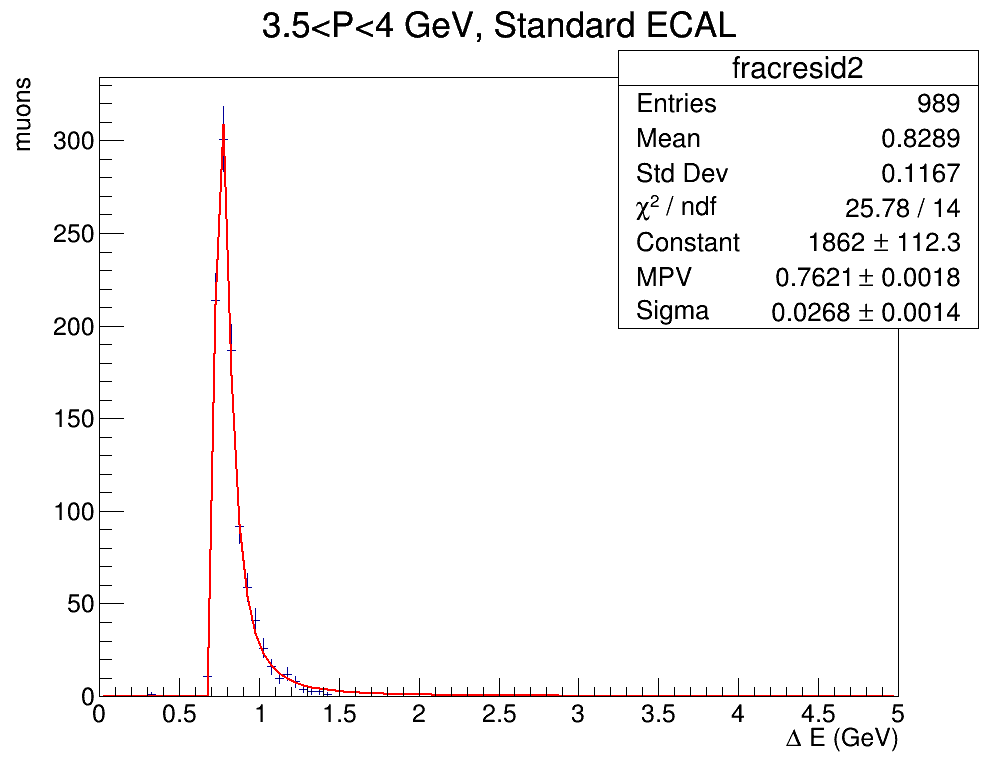 3.5<P<4 GeV, Standard ECAL
fracresid2
Entries 989
Mean 0.8289
Std Dev 0.1167
χ² / ndf 25.78 / 14
Constant 1862 ± 112.3
MPV 0.7621 ± 0.0018
Sigma 0.0268 ± 0.0014
muons
300
250
200
150
100
50
0
0 0.5 1 1.5 2 2.5 3 3.5 4 4.5 5
Δ E (GeV)